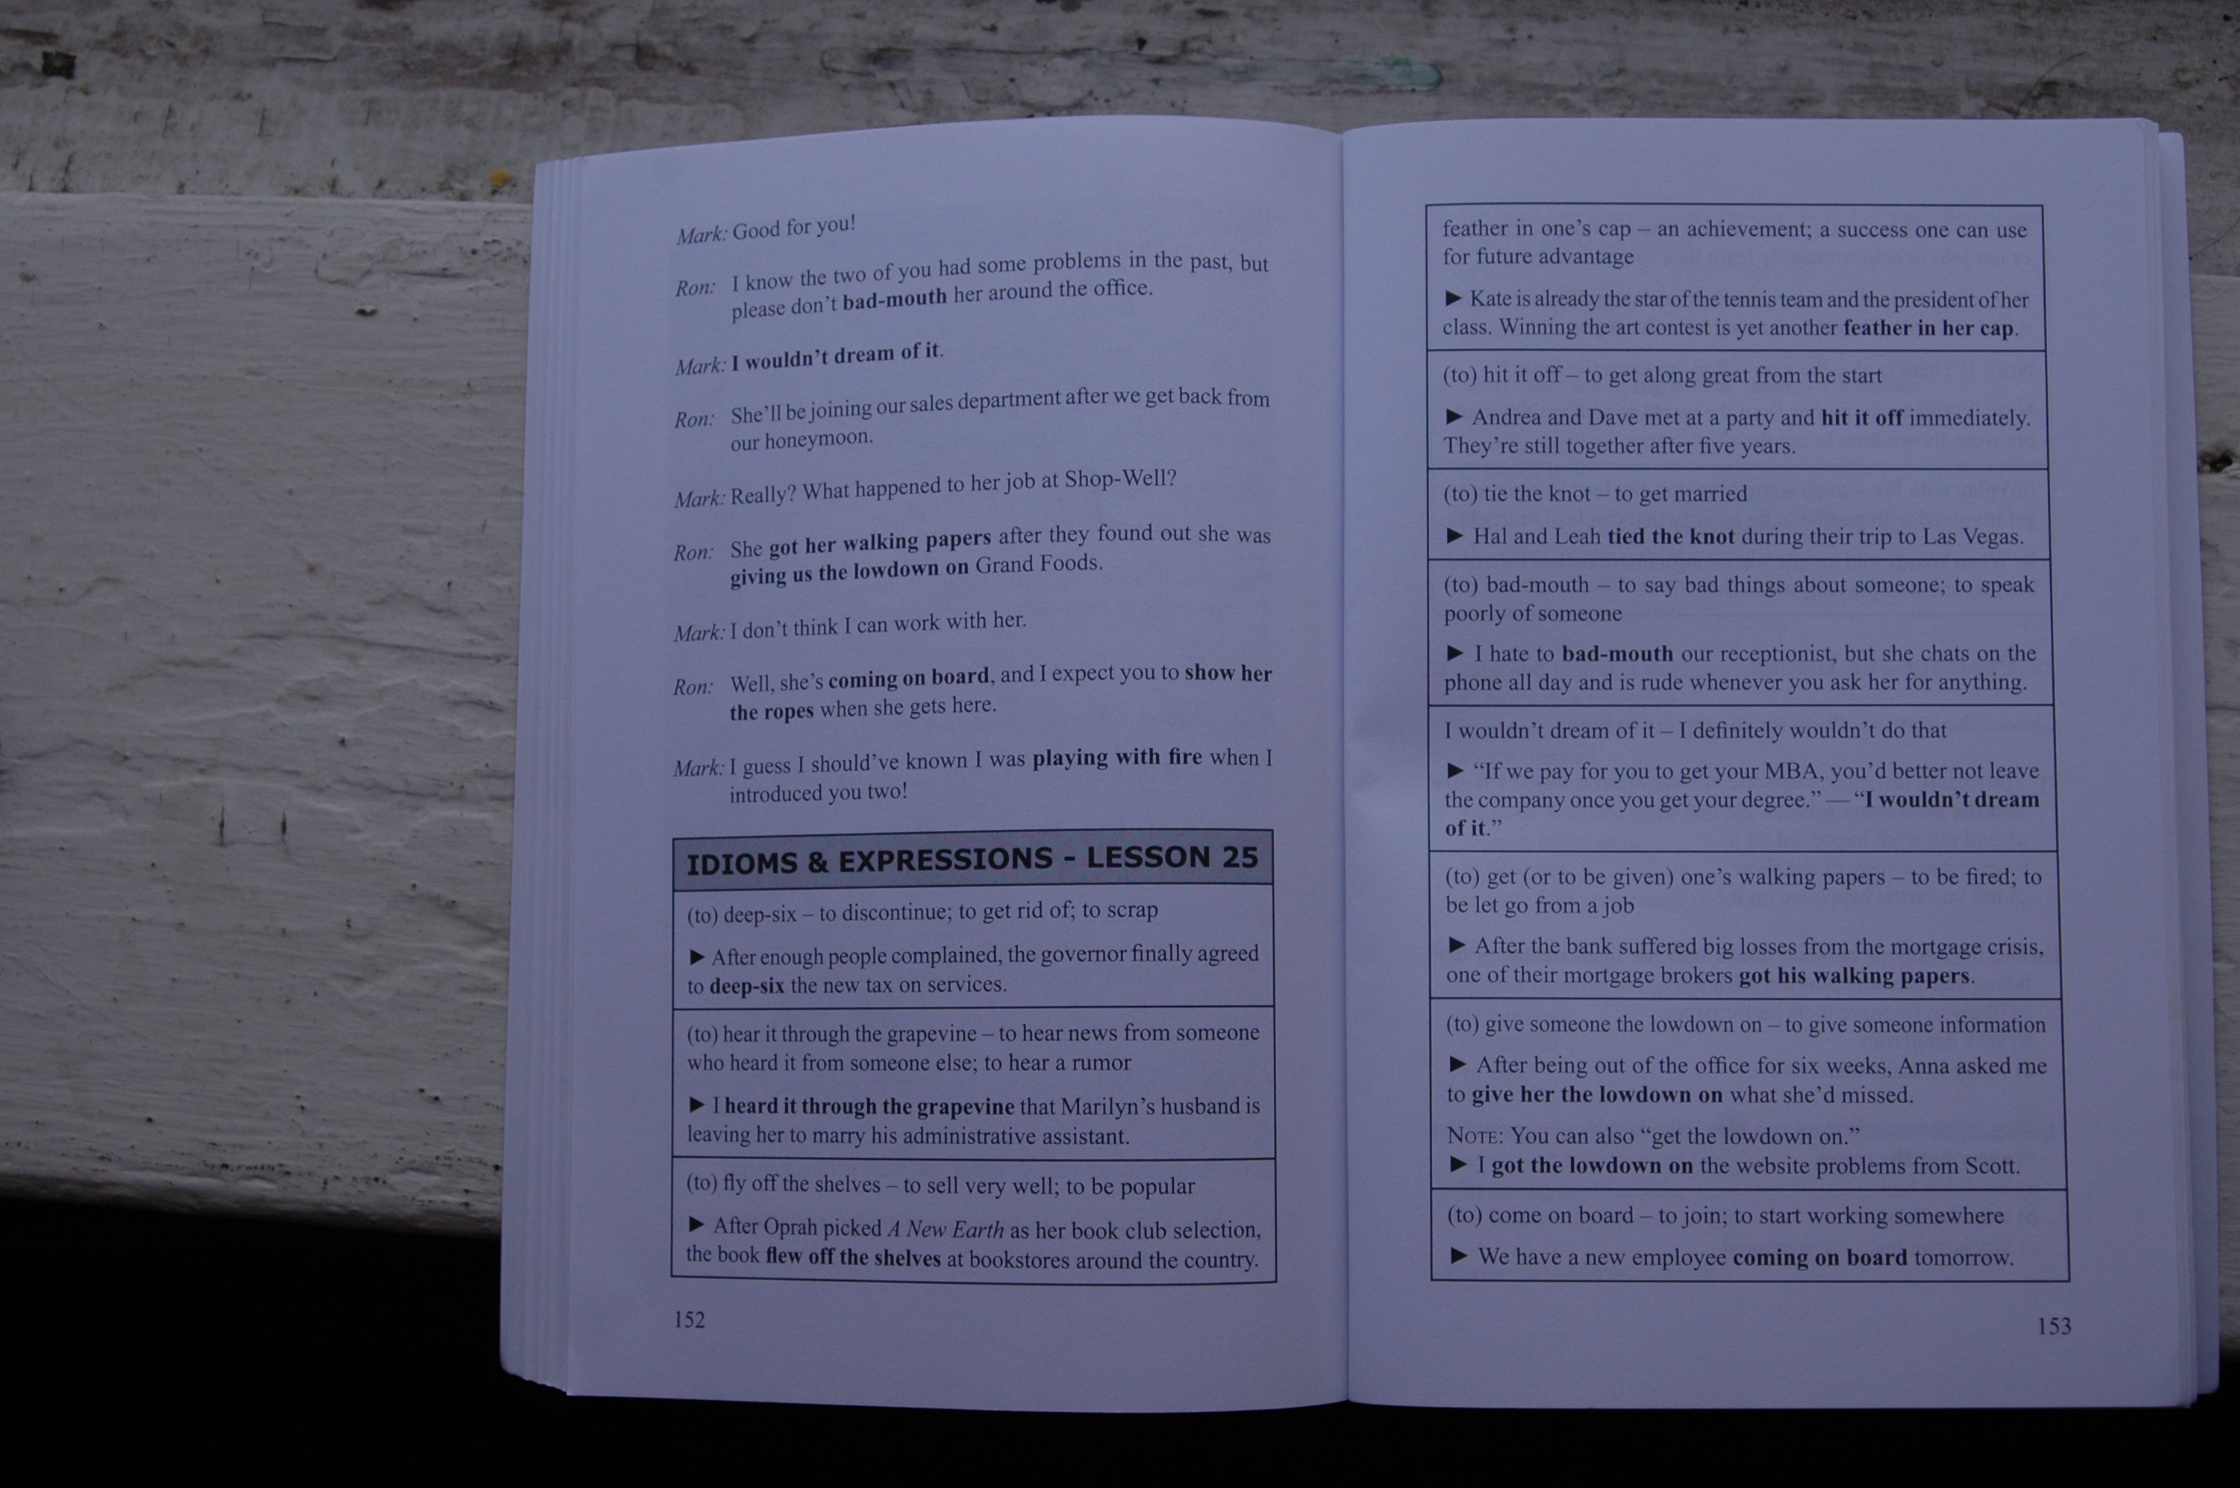 Mark: Good for you!
Ron: I know the two of you had some problems in the past, but
please don't bad-mouth her around the office.
Mark: I wouldn't dream of it.
Ron: She'll be joining our sales department after we get back from
our honeymoon.
Mark: Really? What happened to her job at Shop-Well?
Ron: She got her walking papers after they found out she was
giving us the lowdown on Grand Foods.
Mark: I don't think I can work with her.
Ron: Well, she's coming on board, and I expect you to show her
the ropes when she gets here.
Mark: I guess I should've known I was playing with fire when I
introduced you two!
IDIOMS & EXPRESSIONS - LESSON 25
(to) deep-six – to discontinue; to get rid of; to scrap
► After enough people complained, the governor finally agreed
to deep-six the new tax on services.
(to) hear it through the grapevine – to hear news from someone
who heard it from someone else; to hear a rumor
► I heard it through the grapevine that Marilyn's husband is
leaving her to marry his administrative assistant.
(to) fly off the shelves – to sell very well; to be popular
► After Oprah picked A New Earth as her book club selection,
the book flew off the shelves at bookstores around the country.
152
feather in one's cap – an achievement; a success one can use
for future advantage
► Kate is already the star of the tennis team and the president of her
class. Winning the art contest is yet another feather in her cap.
(to) hit it off – to get along great from the start
► Andrea and Dave met at a party and hit it off immediately.
They're still together after five years.
(to) tie the knot – to get married
► Hal and Leah tied the knot during their trip to Las Vegas.
(to) bad-mouth – to say bad things about someone; to speak
poorly of someone
► I hate to bad-mouth our receptionist, but she chats on the
phone all day and is rude whenever you ask her for anything.
I wouldn't dream of it – I definitely wouldn't do that
► "If we pay for you to get your MBA, you'd better not leave
the company once you get your degree." — "I wouldn't dream
of it."
(to) get (or to be given) one's walking papers – to be fired; to
be let go from a job
► After the bank suffered big losses from the mortgage crisis,
one of their mortgage brokers got his walking papers.
(to) give someone the lowdown on – to give someone information
► After being out of the office for six weeks, Anna asked me
to give her the lowdown on what she'd missed.
NOTE: You can also "get the lowdown on."
► I got the lowdown on the website problems from Scott.
(to) come on board – to join; to start working somewhere
► We have a new employee coming on board tomorrow.
153